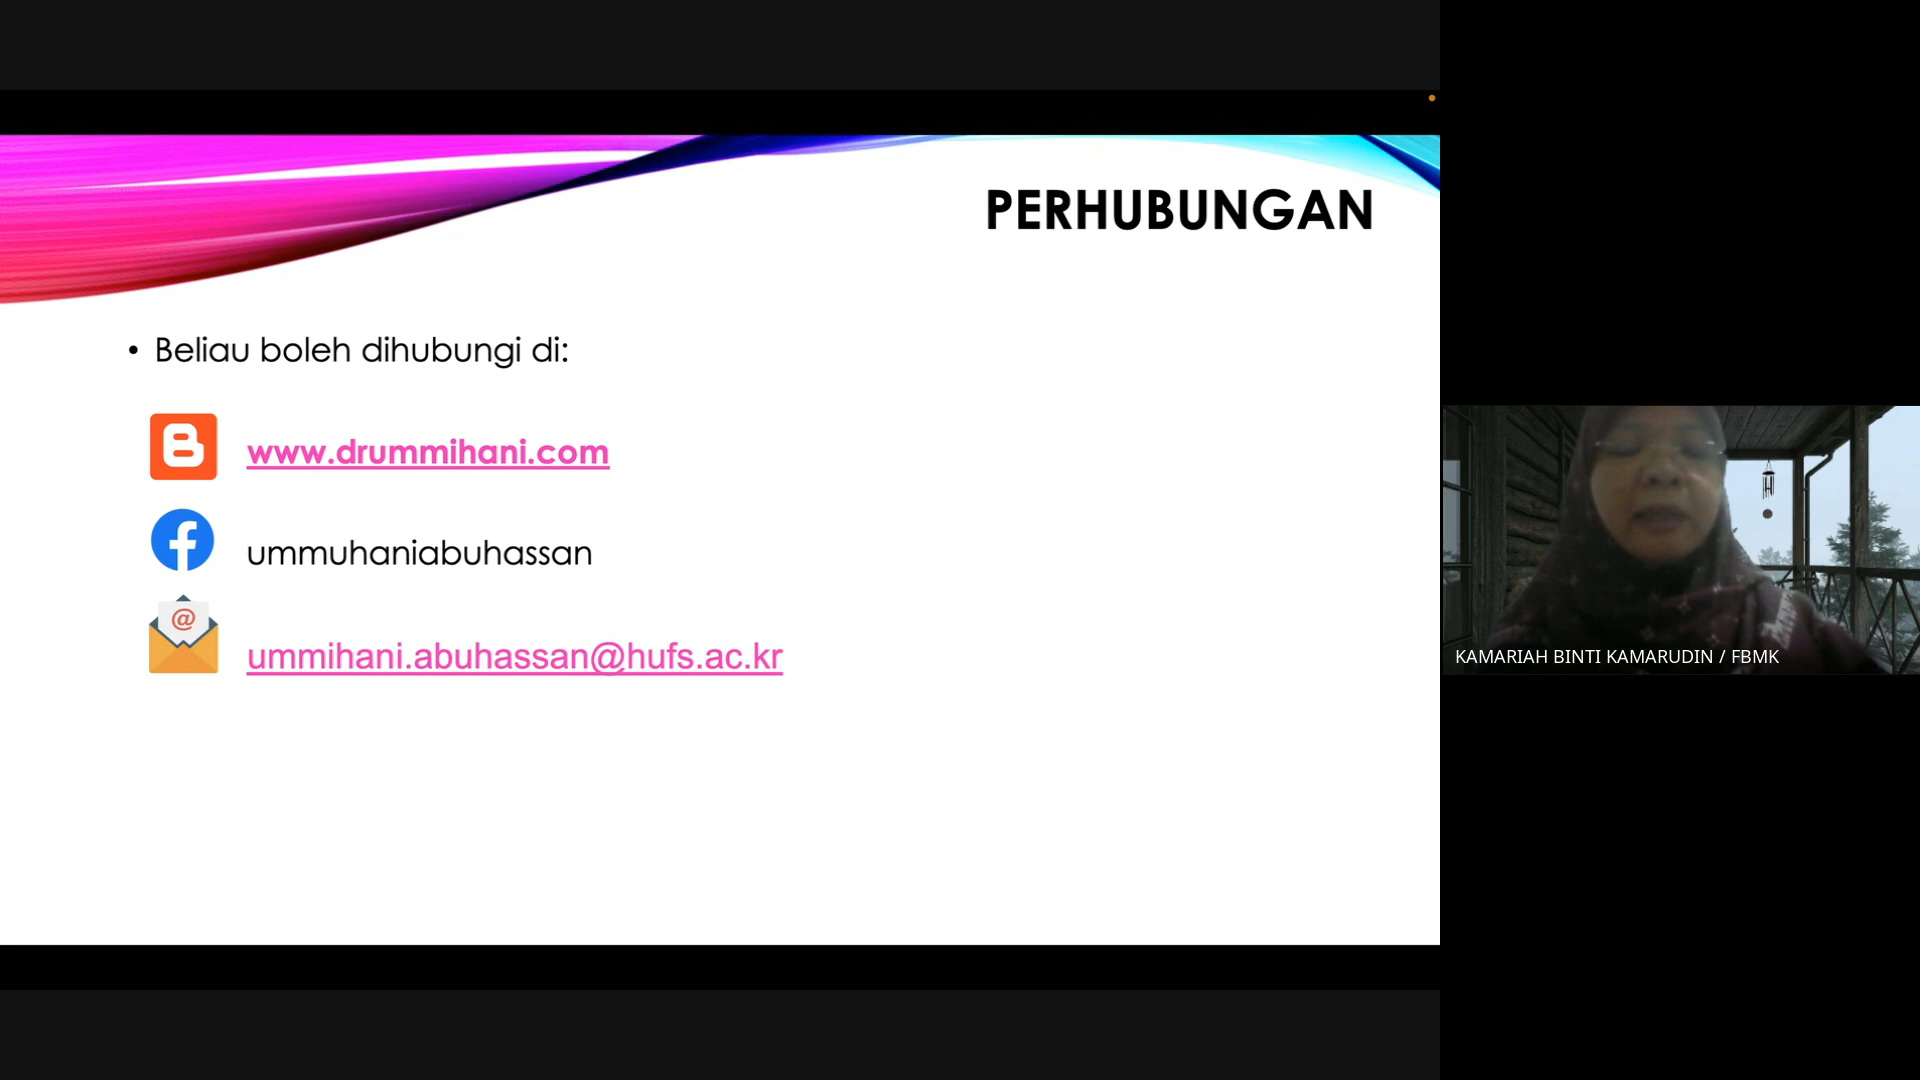 PERHUBUNGAN
• Beliau boleh dihubungi di:
www.drummihani.com
ummuhaniabuhassan
@
ummihani.abuhassan@hufs.ac.kr
KAMARIAH BINTI KAMARUDIN / FBMK